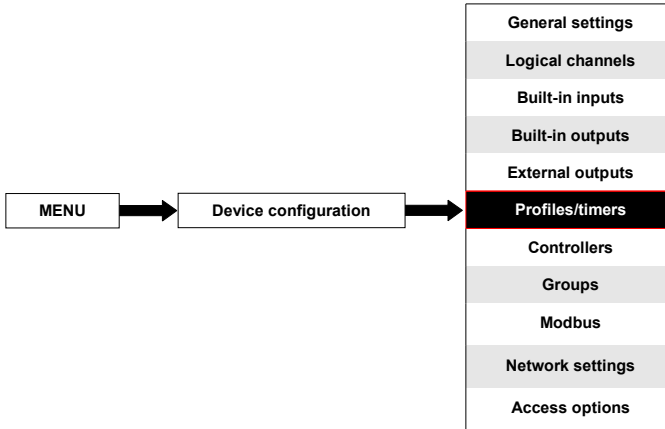 General settings
Logical channels
Built-in inputs
Built-in outputs
External outputs
MENU
Device configuration
Profiles/timers
Controllers
Groups
Modbus
Network settings
Access options